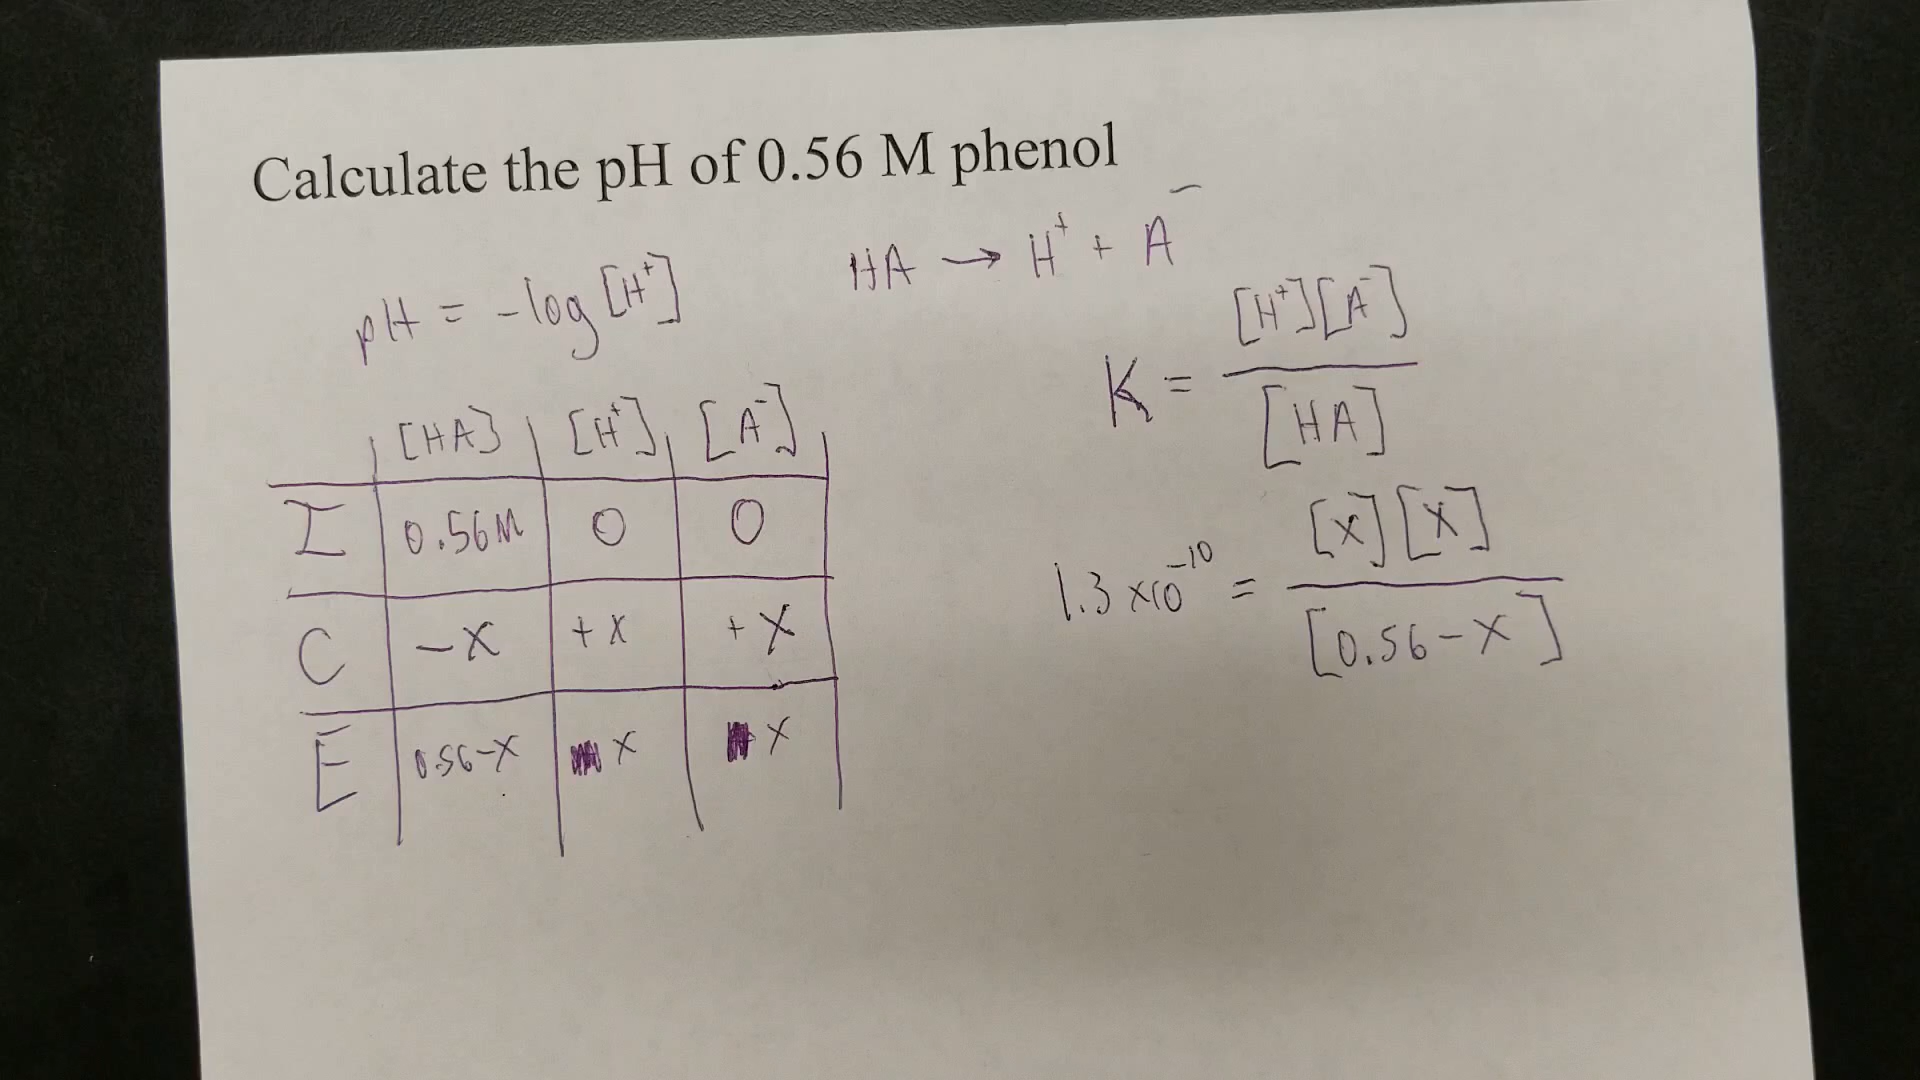 Calculate the pH of 0.56 M phenol
HA → H⁺ + A⁻
pH = -log [H⁺]
K = [H⁺][A⁻] / [HA]
[HA] [H⁺] [A⁻]
I 0.56M 0 0
C -X +X +X
E 0.56-X X X
1.3 x10⁻¹⁰ = [X][X] / [0.56-X]